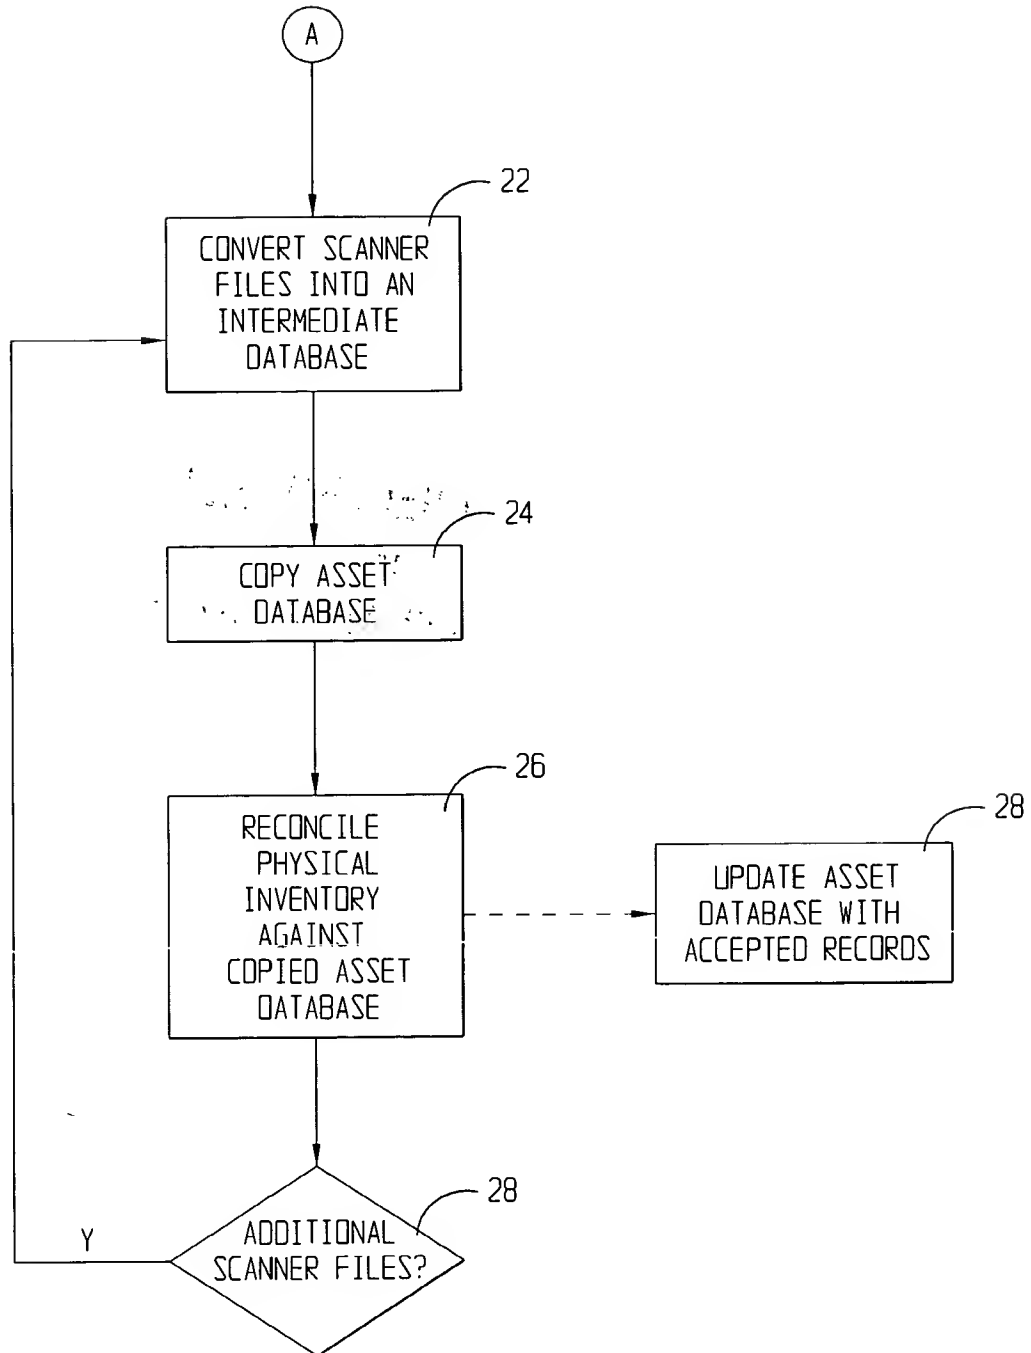 A
22
CONVERT SCANNER
FILES INTO AN
INTERMEDIATE
DATABASE
24
COPY ASSET
DATABASE
26
RECONCILE
PHYSICAL
INVENTORY
AGAINST
COPIED ASSET
DATABASE
28
UPDATE ASSET
DATABASE WITH
ACCEPTED RECORDS
28
ADDITIONAL
SCANNER FILES?
Y